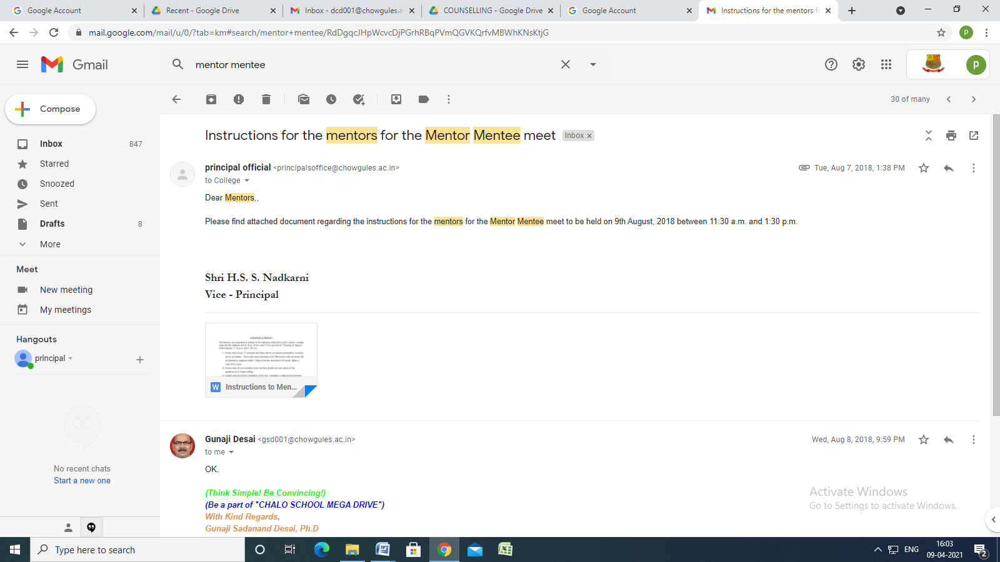 Google Account
Recent - Google Drive
Inbox - dcd001@chowgules.a
COUNSELLING - Google Drive
Google Account
Instructions for the mentors f
mail.google.com/mail/u/0/?tab=km#search/mentor+mentee/RdDgqcJHpWcvcDjPGrhRBqPVmQGVKQrfvMBWhKNsKtjG
p
Gmail
mentor mentee
p
Compose
30 of many
Inbox 847
Starred
Snoozed
Sent
Drafts 8
More
Meet
New meeting
My meetings
Hangouts
principal
No recent chats
Start a new one
Instructions for the mentors for the Mentor Mentee meet Inbox x
principal official <principalsoffice@chowgules.ac.in> Tue, Aug 7, 2018, 1:38 PM
to College
Dear Mentors,,
Please find attached document regarding the instructions for the mentors for the Mentor Mentee meet to be held on 9th August, 2018 between 11:30 a.m. and 1:30 p.m.
Shri H.S. S. Nadkarni
Vice - Principal
Instructions to Mentors
W Instructions to Men...
Gunaji Desai <gsd001@chowgules.ac.in> Wed, Aug 8, 2018, 9:59 PM
to me
OK.
(Think Simple! Be Convincing!)
(Be a part of "CHALO SCHOOL MEGA DRIVE")
With Kind Regards,
Gunaji Sadanand Desai, Ph.D
Activate Windows
Go to Settings to activate Windows.
Type here to search
ENG
16:03
09-04-2021
2